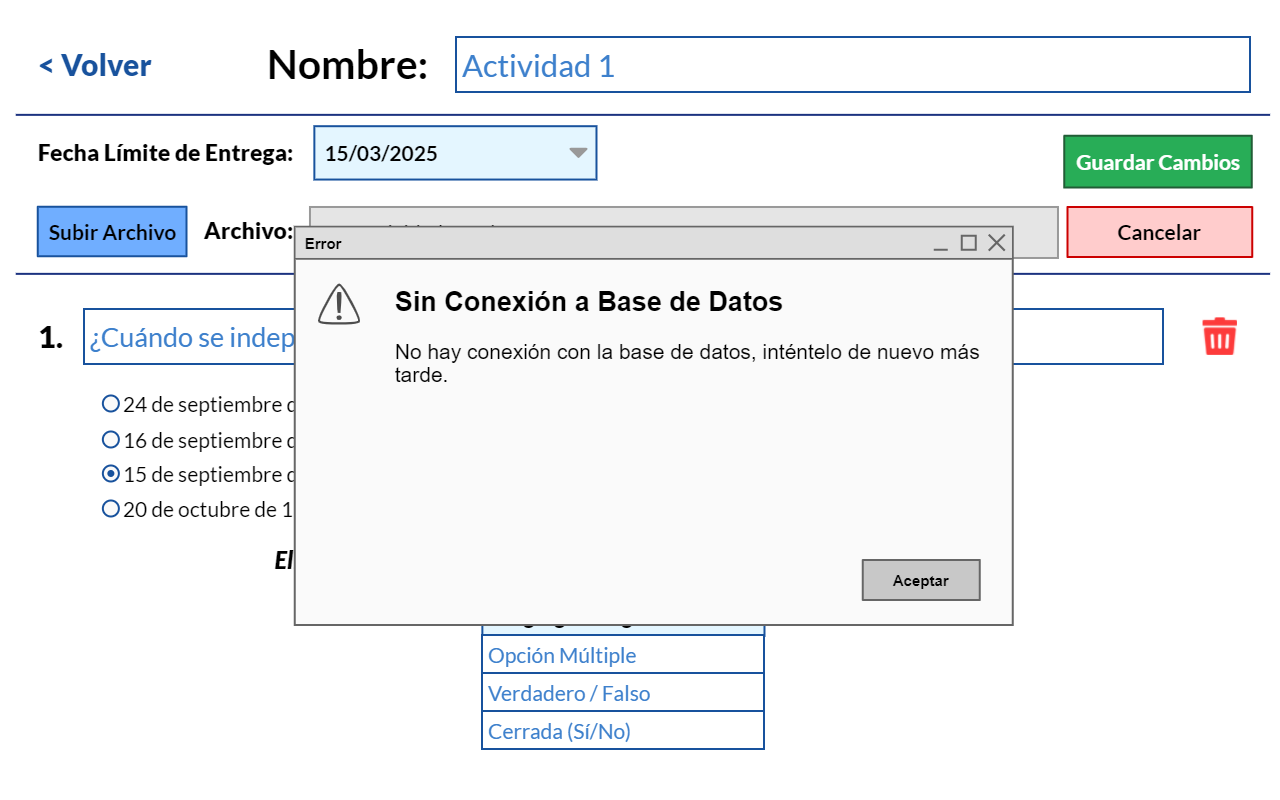 < Volver
Nombre:
Actividad 1
Fecha Límite de Entrega:
15/03/2025
Guardar Cambios
Subir Archivo
Archivo:
Cancelar
Error
Sin Conexión a Base de Datos
No hay conexión con la base de datos, inténtelo de nuevo más
tarde.
Aceptar
1.
¿Cuándo se indep
24 de septiembre d
16 de septiembre d
15 de septiembre d
20 de octubre de 1
El
Opción Múltiple
Verdadero / Falso
Cerrada (Sí/No)